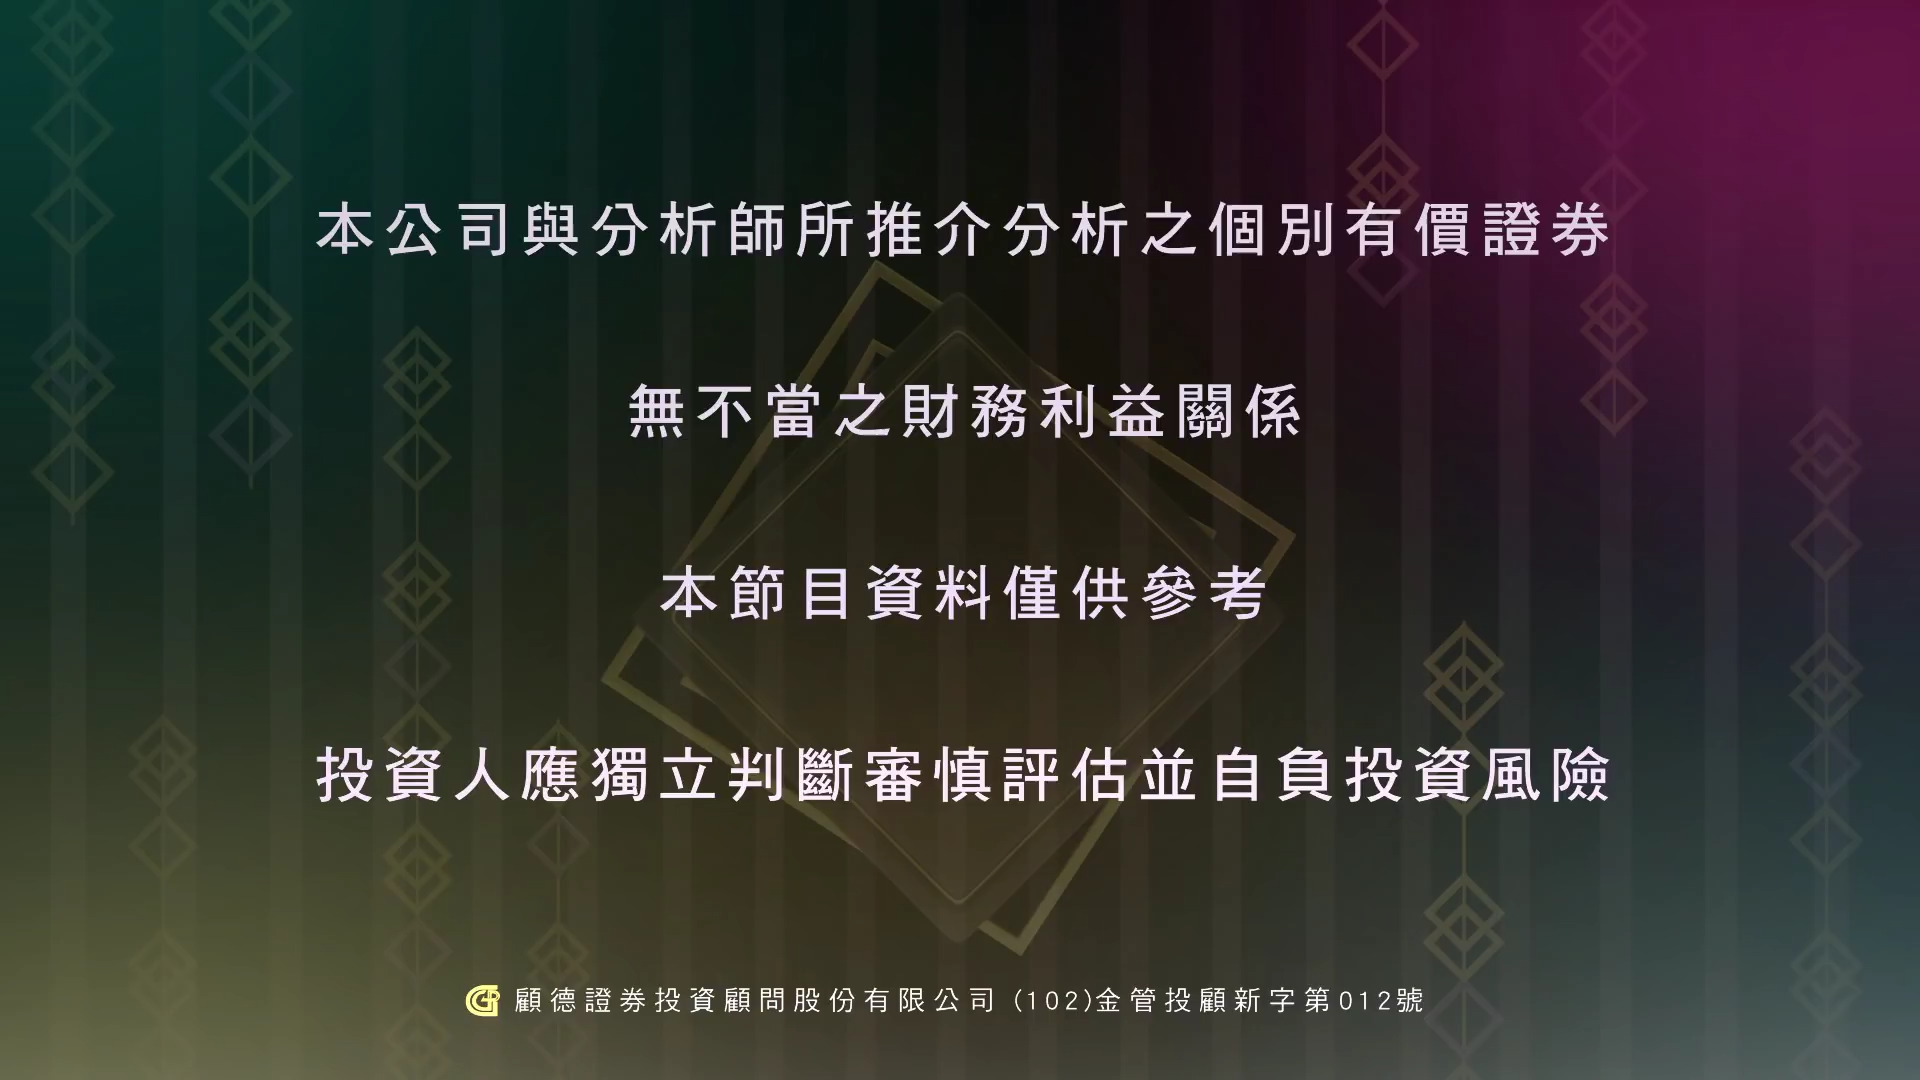 本公司與分析師所推介分析之個別有價證券
無不當之財務利益關係
本節目資料僅供參考
投資人應獨立判斷審慎評估並自負投資風險
顧德證券投資顧問股份有限公司 (102)金管投顧新字第012號